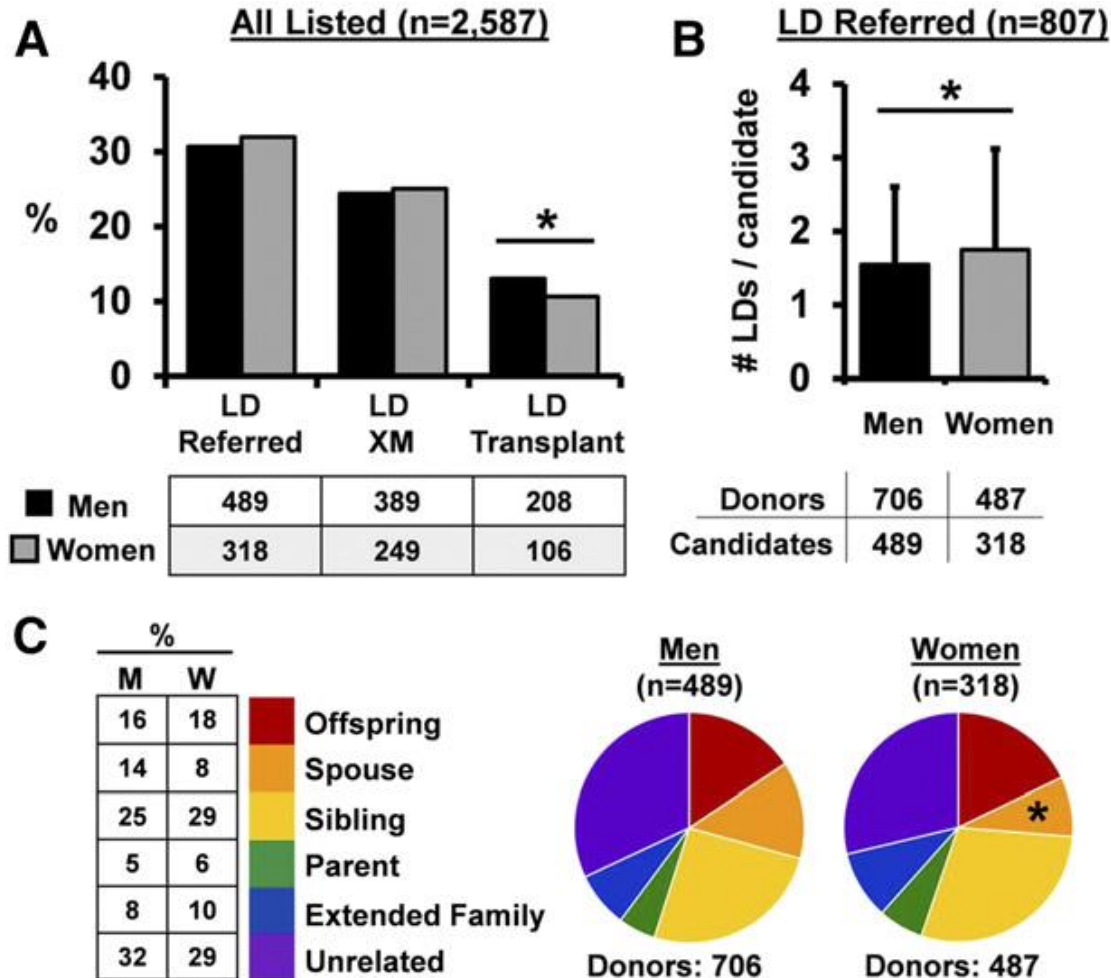 A
All Listed (n=2,587)
40
30
%
20
10
0
*
LD Referred
LD XM
LD Transplant
Men 489 389 208
Women 318 249 106
B
LD Referred (n=807)
# LDs / candidate
4
3
2
1
0
*
Men Women
Donors 706 487
Candidates 489 318
C
%
M W
16 18 Offspring
14 8 Spouse
25 29 Sibling
5 6 Parent
8 10 Extended Family
32 29 Unrelated
Men
(n=489)
Donors: 706
Women
(n=318)
*
Donors: 487